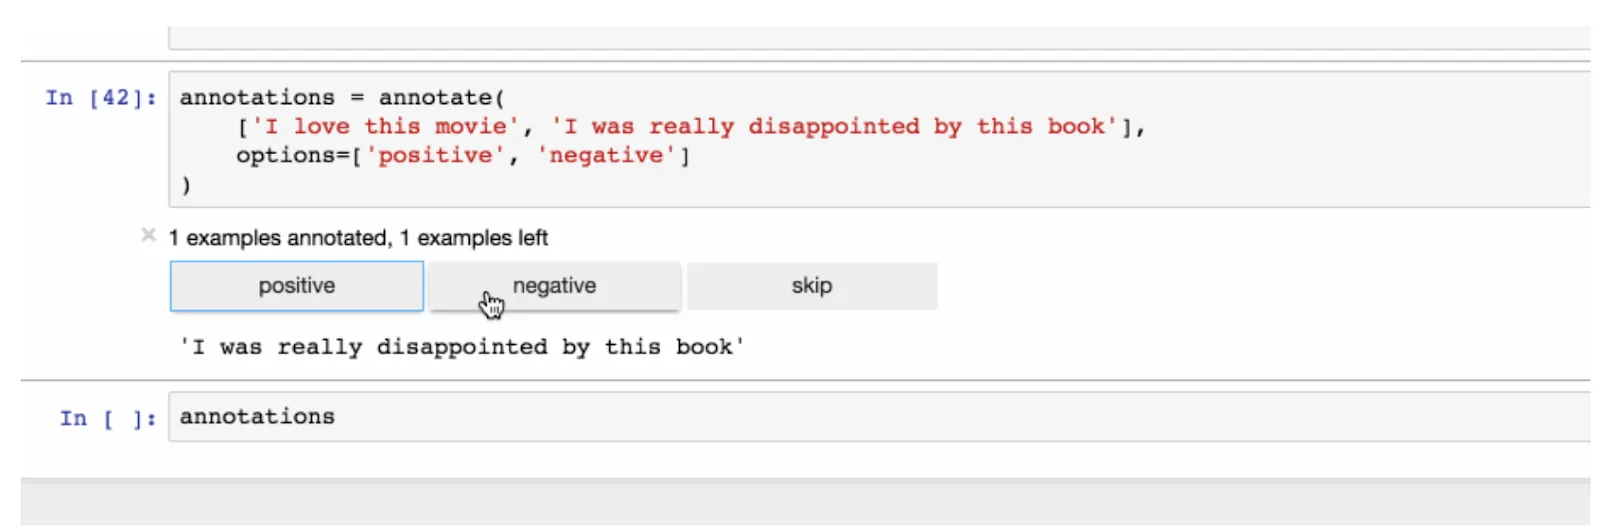 In [42]: annotations = annotate(
['I love this movie', 'I was really disappointed by this book'],
options=['positive', 'negative']
)
1 examples annotated, 1 examples left
positive negative skip
'I was really disappointed by this book'
In [ ]: annotations